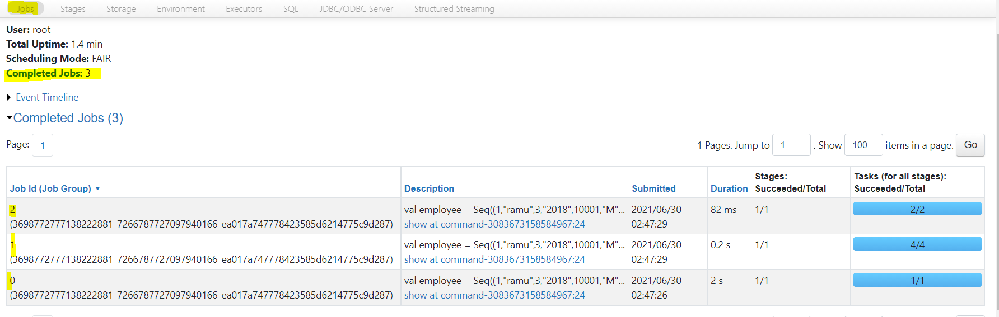 Jobs Stages Storage Environment Executors SQL JDBC/ODBC Server Structured Streaming
User: root
Total Uptime: 1.4 min
Scheduling Mode: FAIR
Completed Jobs: 3
Event Timeline
Completed Jobs (3)
Page: 1 1 Pages. Jump to 1 . Show 100 items in a page. Go
Job Id (Job Group) ▾ Description Submitted Duration Stages: Succeeded/Total Tasks (for all stages): Succeeded/Total
2 val employee = Seq((1,"ramu",3,"2018",10001,"M"... 2021/06/30 82 ms 1/1 2/2
(3698772777138222881_7266787727097940166_ea017a747778423585d6214775c9d287) show at command-3083673158584967:24 02:47:29
1 val employee = Seq((1,"ramu",3,"2018",10001,"M"... 2021/06/30 0.2 s 1/1 4/4
(3698772777138222881_7266787727097940166_ea017a747778423585d6214775c9d287) show at command-3083673158584967:24 02:47:29
0 val employee = Seq((1,"ramu",3,"2018",10001,"M"... 2021/06/30 2 s 1/1 1/1
(3698772777138222881_7266787727097940166_ea017a747778423585d6214775c9d287) show at command-3083673158584967:24 02:47:26